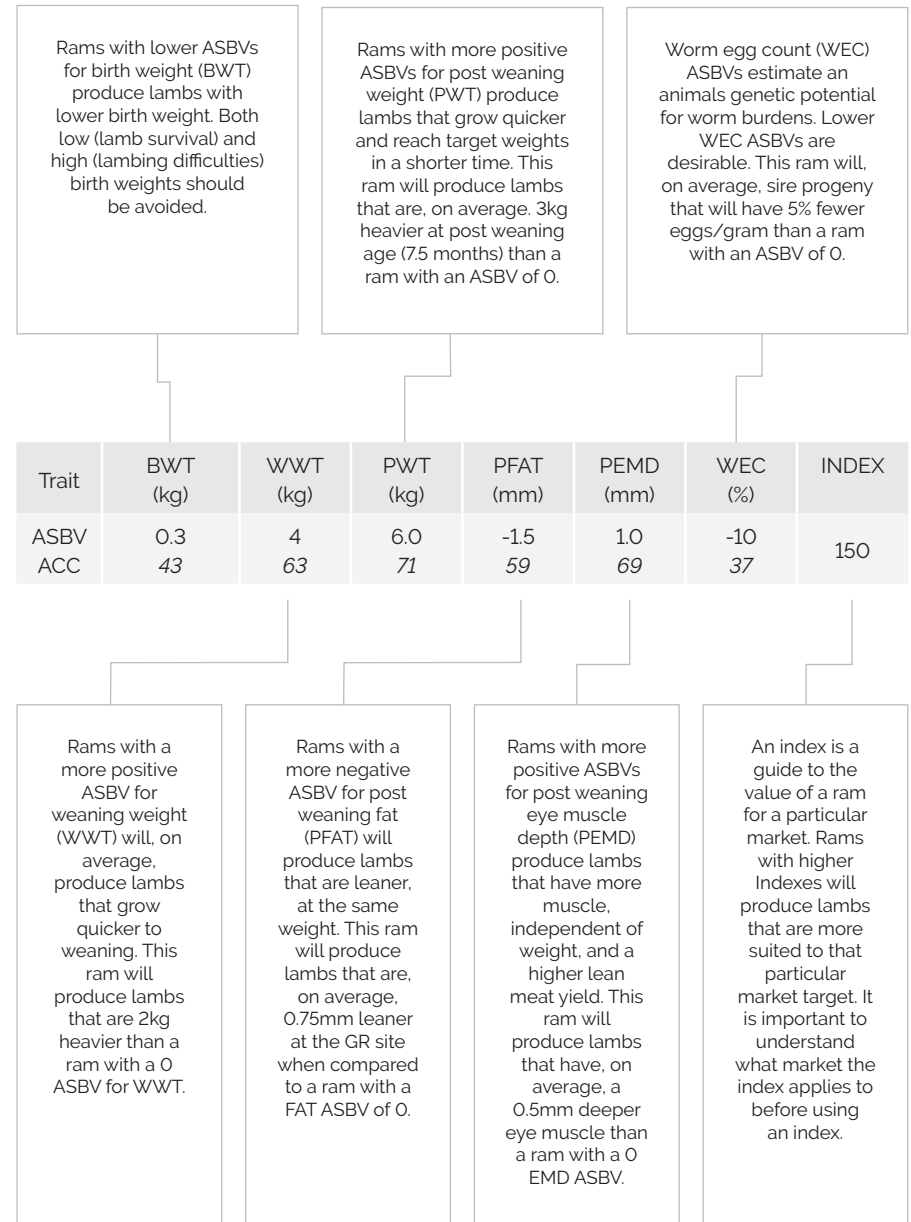 Rams with lower ASBVs
for birth weight (BWT)
produce lambs with
lower birth weight. Both
low (lamb survival) and
high (lambing difficulties)
birth weights should
be avoided.
Rams with more positive
ASBVs for post weaning
weight (PWT) produce
lambs that grow quicker
and reach target weights
in a shorter time. This
ram will produce lambs
that are, on average. 3kg
heavier at post weaning
age (7.5 months) than a
ram with an ASBV of 0.
Worm egg count (WEC)
ASBVs estimate an
animals genetic potential
for worm burdens. Lower
WEC ASBVs are
desirable. This ram will,
on average, sire progeny
that will have 5% fewer
eggs/gram than a ram
with an ASBV of 0.
Trait BWT (kg) WWT (kg) PWT (kg) PFAT (mm) PEMD (mm) WEC (%) INDEX
ASBV 0.3 4 6.0 -1.5 1.0 -10 150
ACC 43 63 71 59 69 37
Rams with a
more positive
ASBV for
weaning weight
(WWT) will, on
average,
produce lambs
that grow
quicker to
weaning. This
ram will
produce lambs
that are 2kg
heavier than a
ram with a 0
ASBV for WWT.
Rams with a
more negative
ASBV for post
weaning fat
(PFAT) will
produce lambs
that are leaner,
at the same
weight. This ram
will produce
lambs that are,
on average,
0.75mm leaner
at the GR site
when compared
to a ram with a
FAT ASBV of 0.
Rams with more
positive ASBVs
for post weaning
eye muscle
depth (PEMD)
produce lambs
that have more
muscle,
independent of
weight, and a
higher lean
meat yield. This
ram will
produce lambs
that have, on
average, a
0.5mm deeper
eye muscle than
a ram with a 0
EMD ASBV.
An index is a
guide to the
value of a ram
for a particular
market. Rams
with higher
Indexes will
produce lambs
that are more
suited to that
particular
market target. It
is important to
understand
what market the
index applies to
before using
an index.